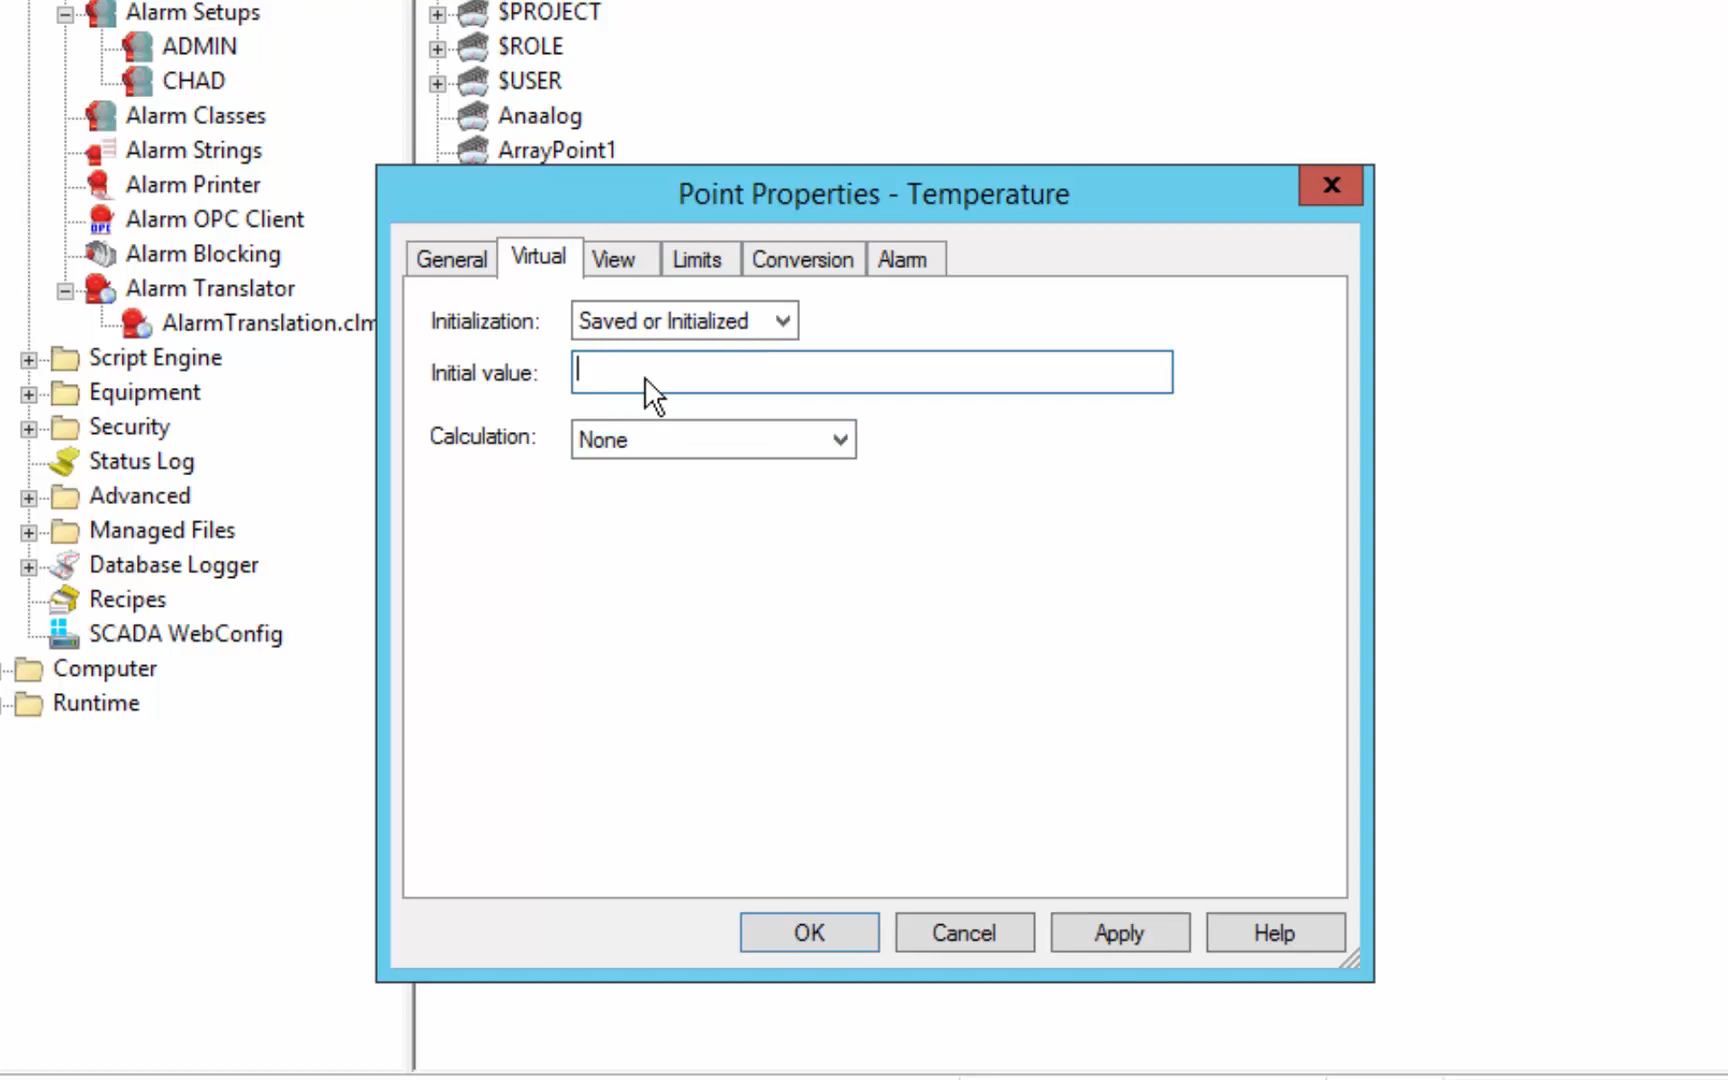 Alarm Setups
ADMIN
CHAD
Alarm Classes
Alarm Strings
Alarm Printer
Alarm OPC Client
Alarm Blocking
Alarm Translator
AlarmTranslation.clm
Script Engine
Equipment
Security
Status Log
Advanced
Managed Files
Database Logger
Recipes
SCADA WebConfig
Computer
Runtime
$PROJECT
$ROLE
$USER
Anaalog
ArrayPoint1
Point Properties - Temperature
X
General Virtual View Limits Conversion Alarm
Initialization: Saved or Initialized
Initial value:
Calculation: None
OK Cancel Apply Help